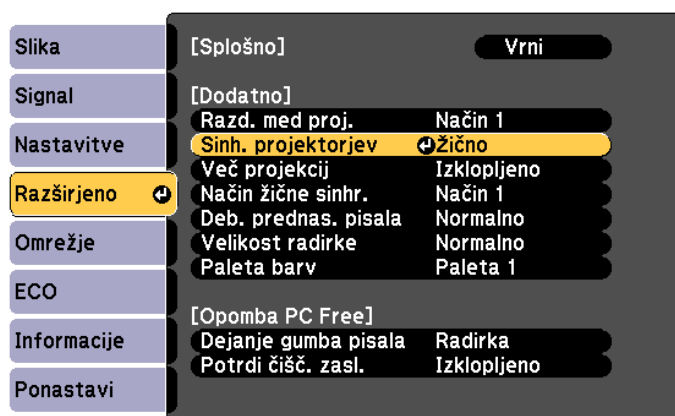 Slika
Signal
Nastavitve
Razširjeno
Omrežje
ECO
Informacije
Ponastavi
[Splošno] Vrni
[Dodatno]
Razd. med proj. Način 1
Sinh. projektorjev Žično
Več projekcij Izklopljeno
Način žične sinhr. Način 1
Deb. prednas. pisala Normalno
Velikost radirke Normalno
Paleta barv Paleta 1
[Opomba PC Free]
Dejanje gumba pisala Radirka
Potrdi čišč. zasl. Izklopljeno